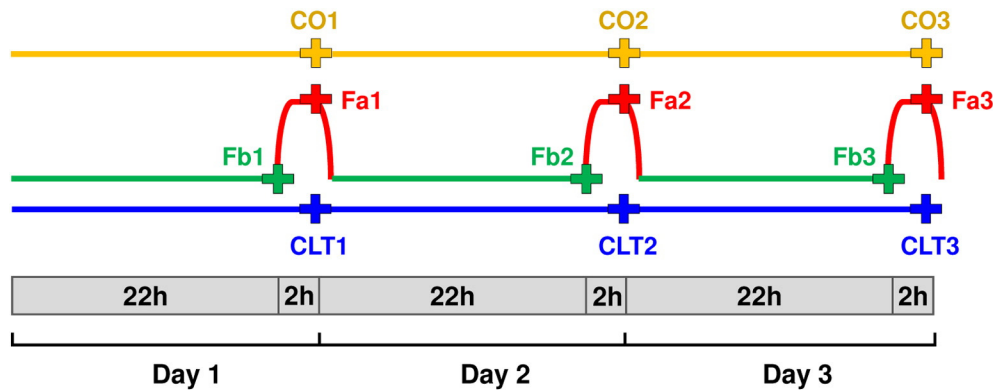 CO1 CO2 CO3
Fa1 Fa2 Fa3
Fb1 Fb2 Fb3
CLT1 CLT2 CLT3
22h 2h 22h 2h 22h 2h
Day 1 Day 2 Day 3